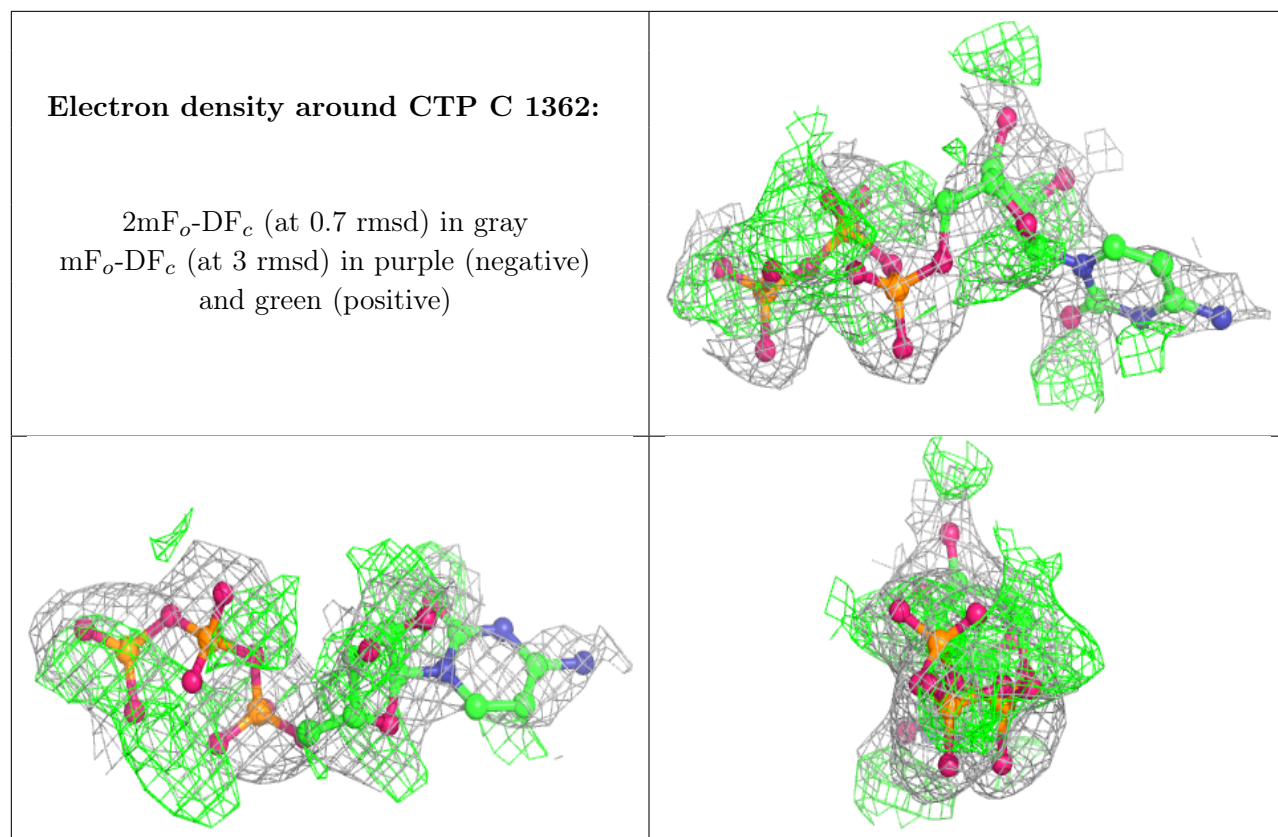 Electron density around CTP C 1362:
2mFo-DFc (at 0.7 rmsd) in gray
mFo-DFc (at 3 rmsd) in purple (negative)
and green (positive)